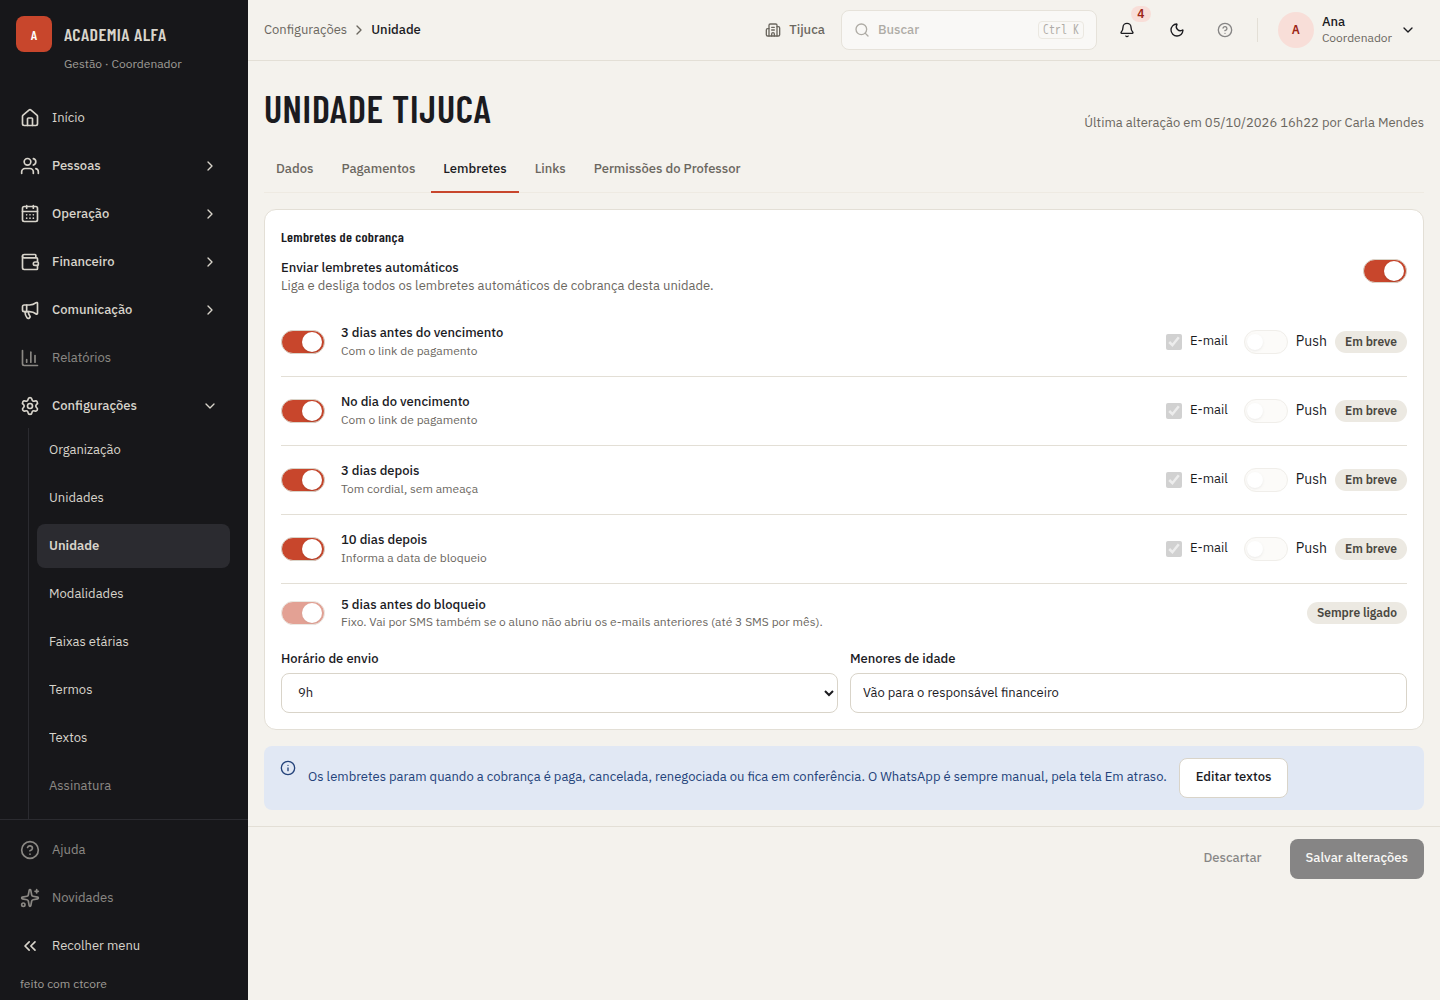 A
ACADEMIA ALFA
Gestão · Coordenador
Início
Pessoas
Operação
Financeiro
Comunicação
Relatórios
Configurações
Organização
Unidades
Unidade
Modalidades
Faixas etárias
Termos
Textos
Assinatura
Ajuda
Novidades
Recolher menu
feito com ctcore
Configurações > Unidade
Tijuca
Buscar
Ctrl K
4
A
Ana
Coordenador
UNIDADE TIJUCA
Última alteração em 05/10/2026 16h22 por Carla Mendes
Dados
Pagamentos
Lembretes
Links
Permissões do Professor
Lembretes de cobrança
Enviar lembretes automáticos
Liga e desliga todos os lembretes automáticos de cobrança desta unidade.
3 dias antes do vencimento
Com o link de pagamento
E-mail
Push
Em breve
No dia do vencimento
Com o link de pagamento
E-mail
Push
Em breve
3 dias depois
Tom cordial, sem ameaça
E-mail
Push
Em breve
10 dias depois
Informa a data de bloqueio
E-mail
Push
Em breve
5 dias antes do bloqueio
Fixo. Vai por SMS também se o aluno não abriu os e-mails anteriores (até 3 SMS por mês).
Sempre ligado
Horário de envio
9h
Menores de idade
Vão para o responsável financeiro
Os lembretes param quando a cobrança é paga, cancelada, renegociada ou fica em conferência. O WhatsApp é sempre manual, pela tela Em atraso.
Editar textos
Descartar
Salvar alterações